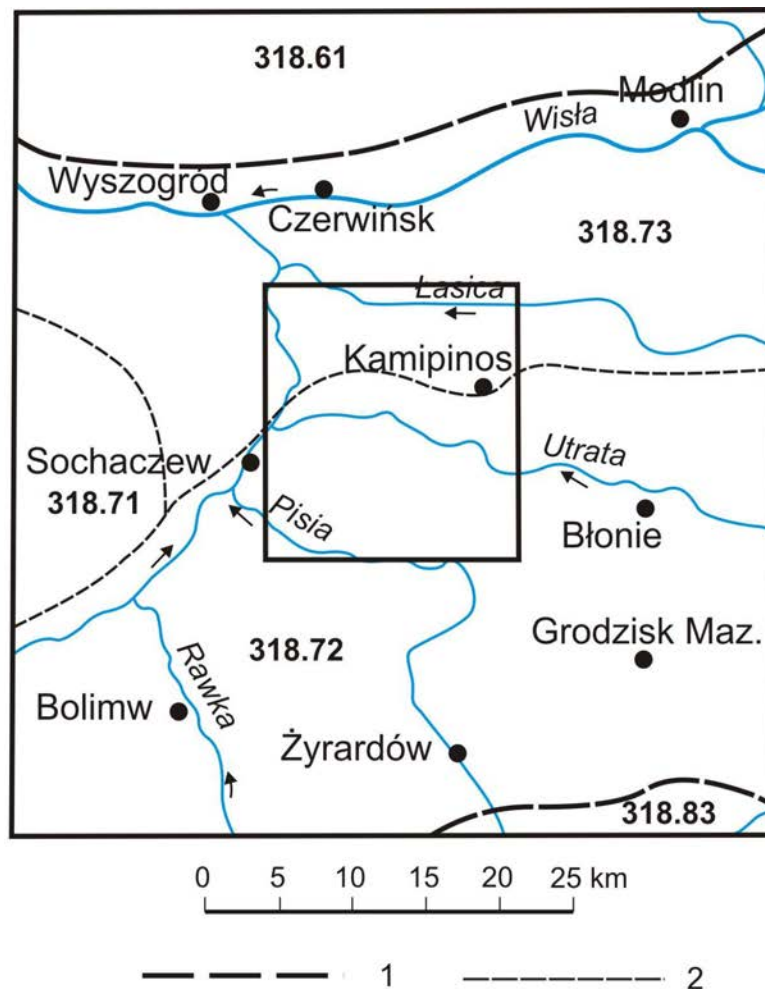 318.61
Modlin
Wisła
Wyszogród
Czerwińsk
318.73
Łasica
Kamipinos
Sochaczew
318.71
Utrata
Pisia
Błonie
318.72
Grodzisk Maz.
Rawka
Bolimw
Żyrardów
318.83
0 5 10 15 20 25 km
1 2